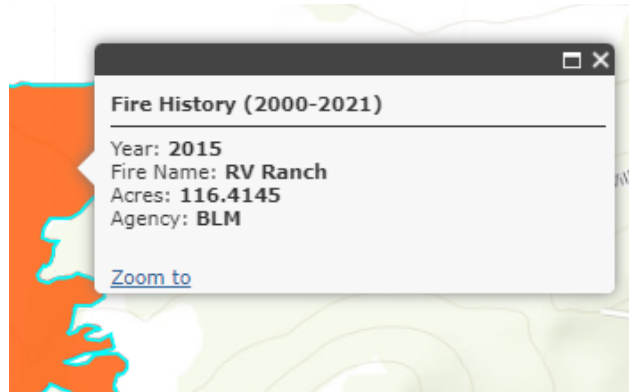 Fire History (2000-2021)
Year: 2015
Fire Name: RV Ranch
Acres: 116.4145
Agency: BLM
Zoom to